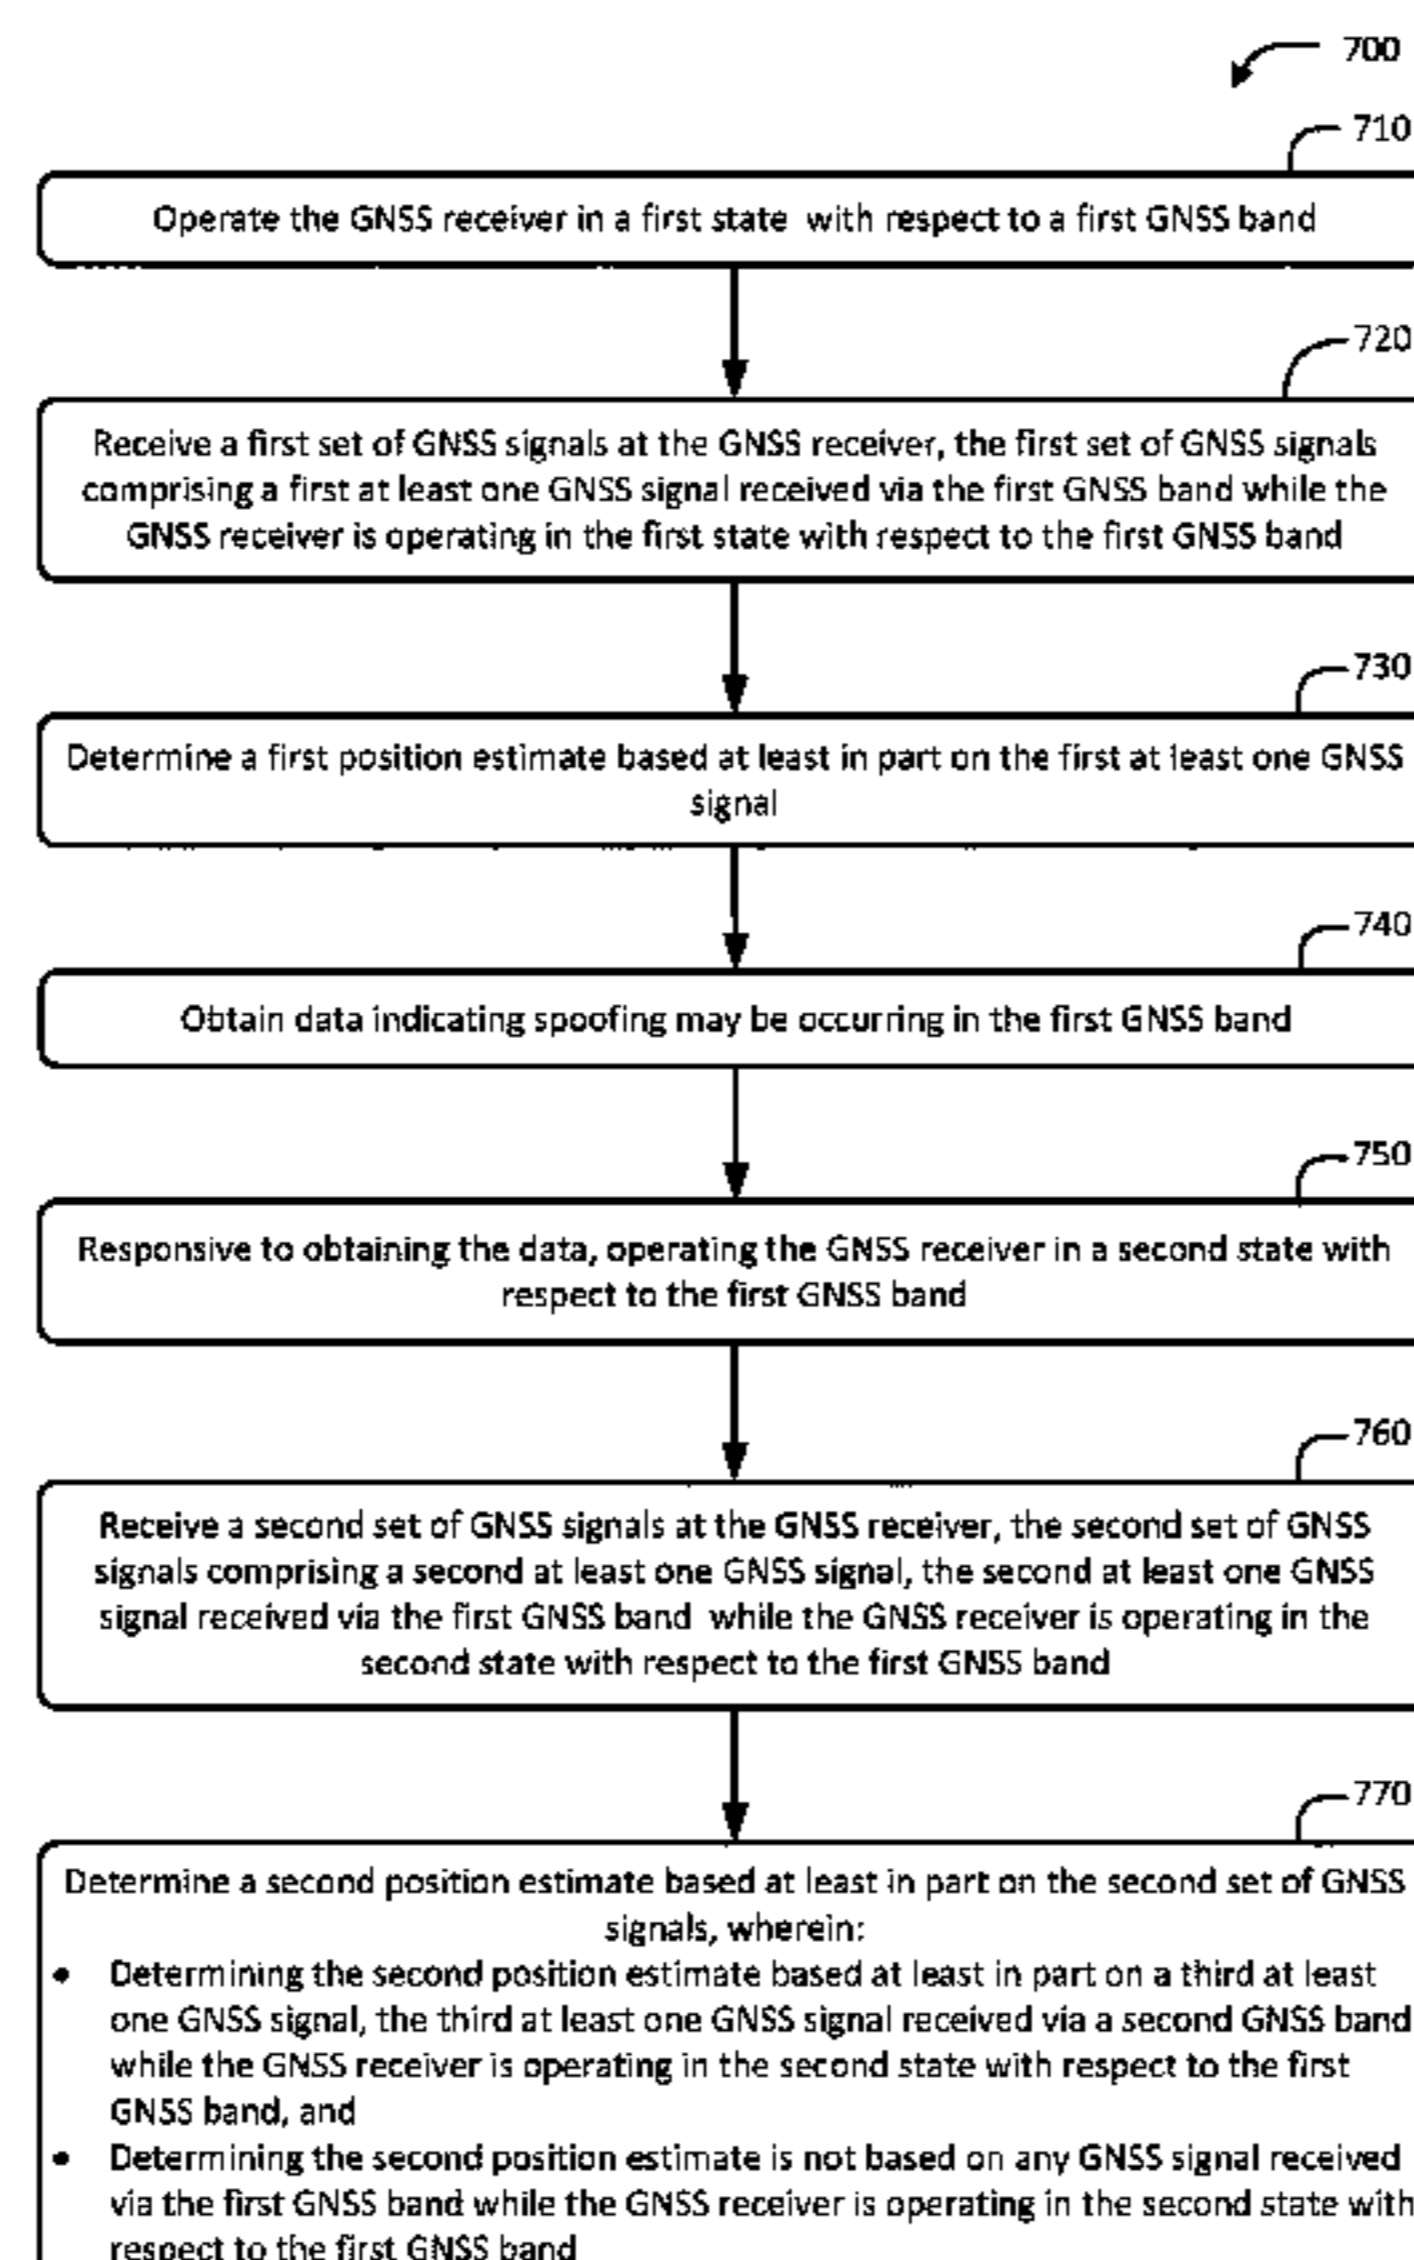 700
710
Operate the GNSS receiver in a first state with respect to a first GNSS band
720
Receive a first set of GNSS signals at the GNSS receiver, the first set of GNSS signals
comprising a first at least one GNSS signal received via the first GNSS band while the
GNSS receiver is operating in the first state with respect to the first GNSS band
730
Determine a first position estimate based at least in part on the first at least one GNSS
signal
740
Obtain data indicating spoofing may be occurring in the first GNSS band
750
Responsive to obtaining the data, operating the GNSS receiver in a second state with
respect to the first GNSS band
760
Receive a second set of GNSS signals at the GNSS receiver, the second set of GNSS
signals comprising a second at least one GNSS signal, the second at least one GNSS
signal received via the first GNSS band while the GNSS receiver is operating in the
second state with respect to the first GNSS band
770
Determine a second position estimate based at least in part on the second set of GNSS
signals, wherein:
• Determining the second position estimate based at least in part on a third at least
one GNSS signal, the third at least one GNSS signal received via a second GNSS band
while the GNSS receiver is operating in the second state with respect to the first
GNSS band, and
• Determining the second position estimate is not based on any GNSS signal received
via the first GNSS band while the GNSS receiver is operating in the second state with
respect to the first GNSS band